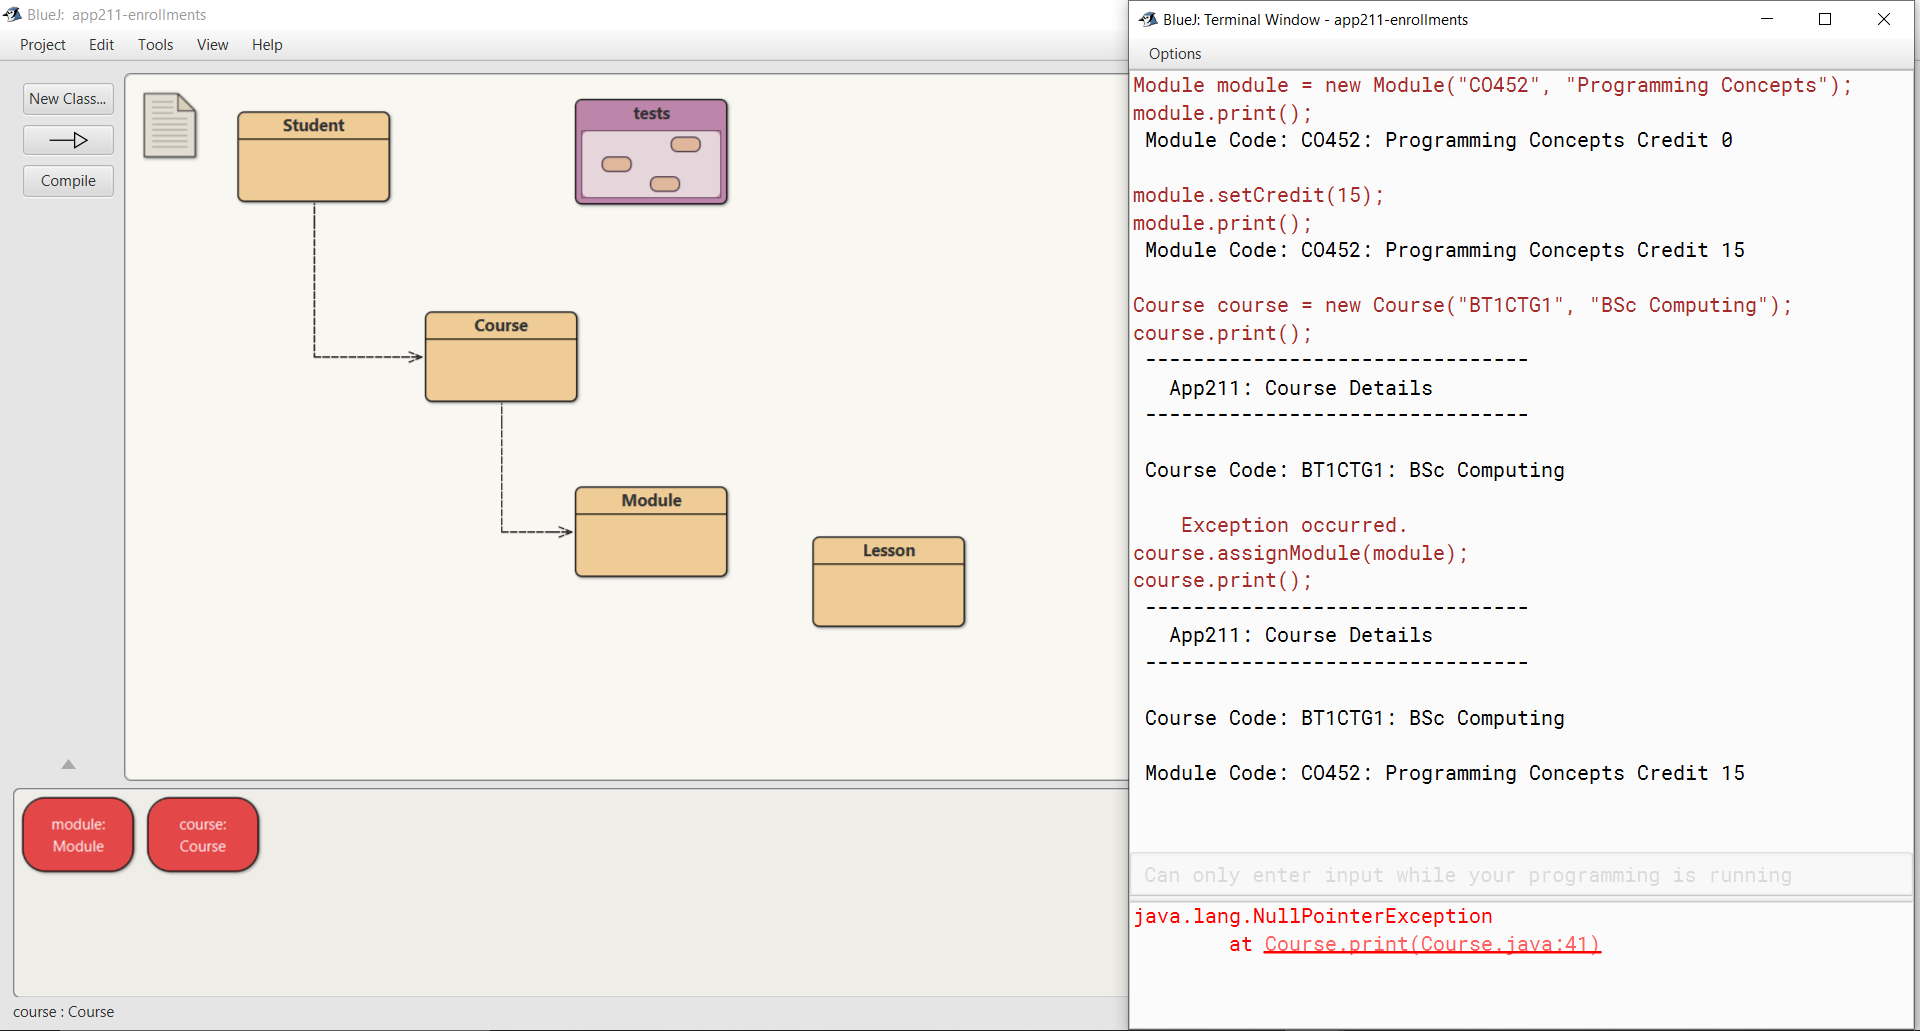 BlueJ: app211-enrollments
Project Edit Tools View Help
New Class...
Compile
Student
tests
Course
Module
Lesson
module:
Module
course:
Course
course : Course
BlueJ: Terminal Window - app211-enrollments
Options
Module module = new Module("CO452", "Programming Concepts");
module.print();
Module Code: CO452: Programming Concepts Credit 0
module.setCredit(15);
module.print();
Module Code: CO452: Programming Concepts Credit 15
Course course = new Course("BT1CTG1", "BSc Computing");
course.print();
--------------------------------
App211: Course Details
--------------------------------
Course Code: BT1CTG1: BSc Computing
Exception occurred.
course.assignModule(module);
course.print();
--------------------------------
App211: Course Details
--------------------------------
Course Code: BT1CTG1: BSc Computing
Module Code: CO452: Programming Concepts Credit 15
Can only enter input while your programming is running
java.lang.NullPointerException
at Course.print(Course.java:41)